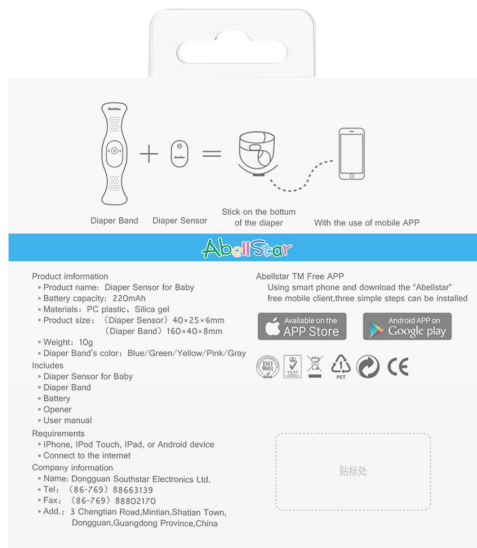 Diaper Band
Diaper Sensor
Stick on the bottum
of the diaper
With the use of mobile APP
AbellStar
Product imformation
• Product name: Diaper Sensor for Baby
• Battery capacity: 220mAh
• Materials: PC plastic、Silica gel
• Product size: （Diaper Sensor）40×25×6mm
（Diaper Band）160×40×8mm
• Weight: 10g
• Diaper Band's color: Blue/Green/Yellow/Pink/Gray
Includes
• Diaper Sensor for Baby
• Diaper Band
• Battery
• Opener
• User manual
Requirements
• IPhone, IPod Touch, IPad, or Android device
• Connect to the internet
Company information
• Name: Dongguan Southstar Electronics Ltd.
• Tel: （86-769）88663139
• Fax: （86-769）88802170
• Add.: 3 Chengtian Road,Mintian,Shatian Town,
Dongguan,Guangdong Province,China
Abellstar TM Free APP
Using smart phone and download the “Abellstar”
free mobile client,three simple steps can be installed
Available on the
APP Store
Android APP on
Google play
ISO
9001
1
PET
CE
贴标处